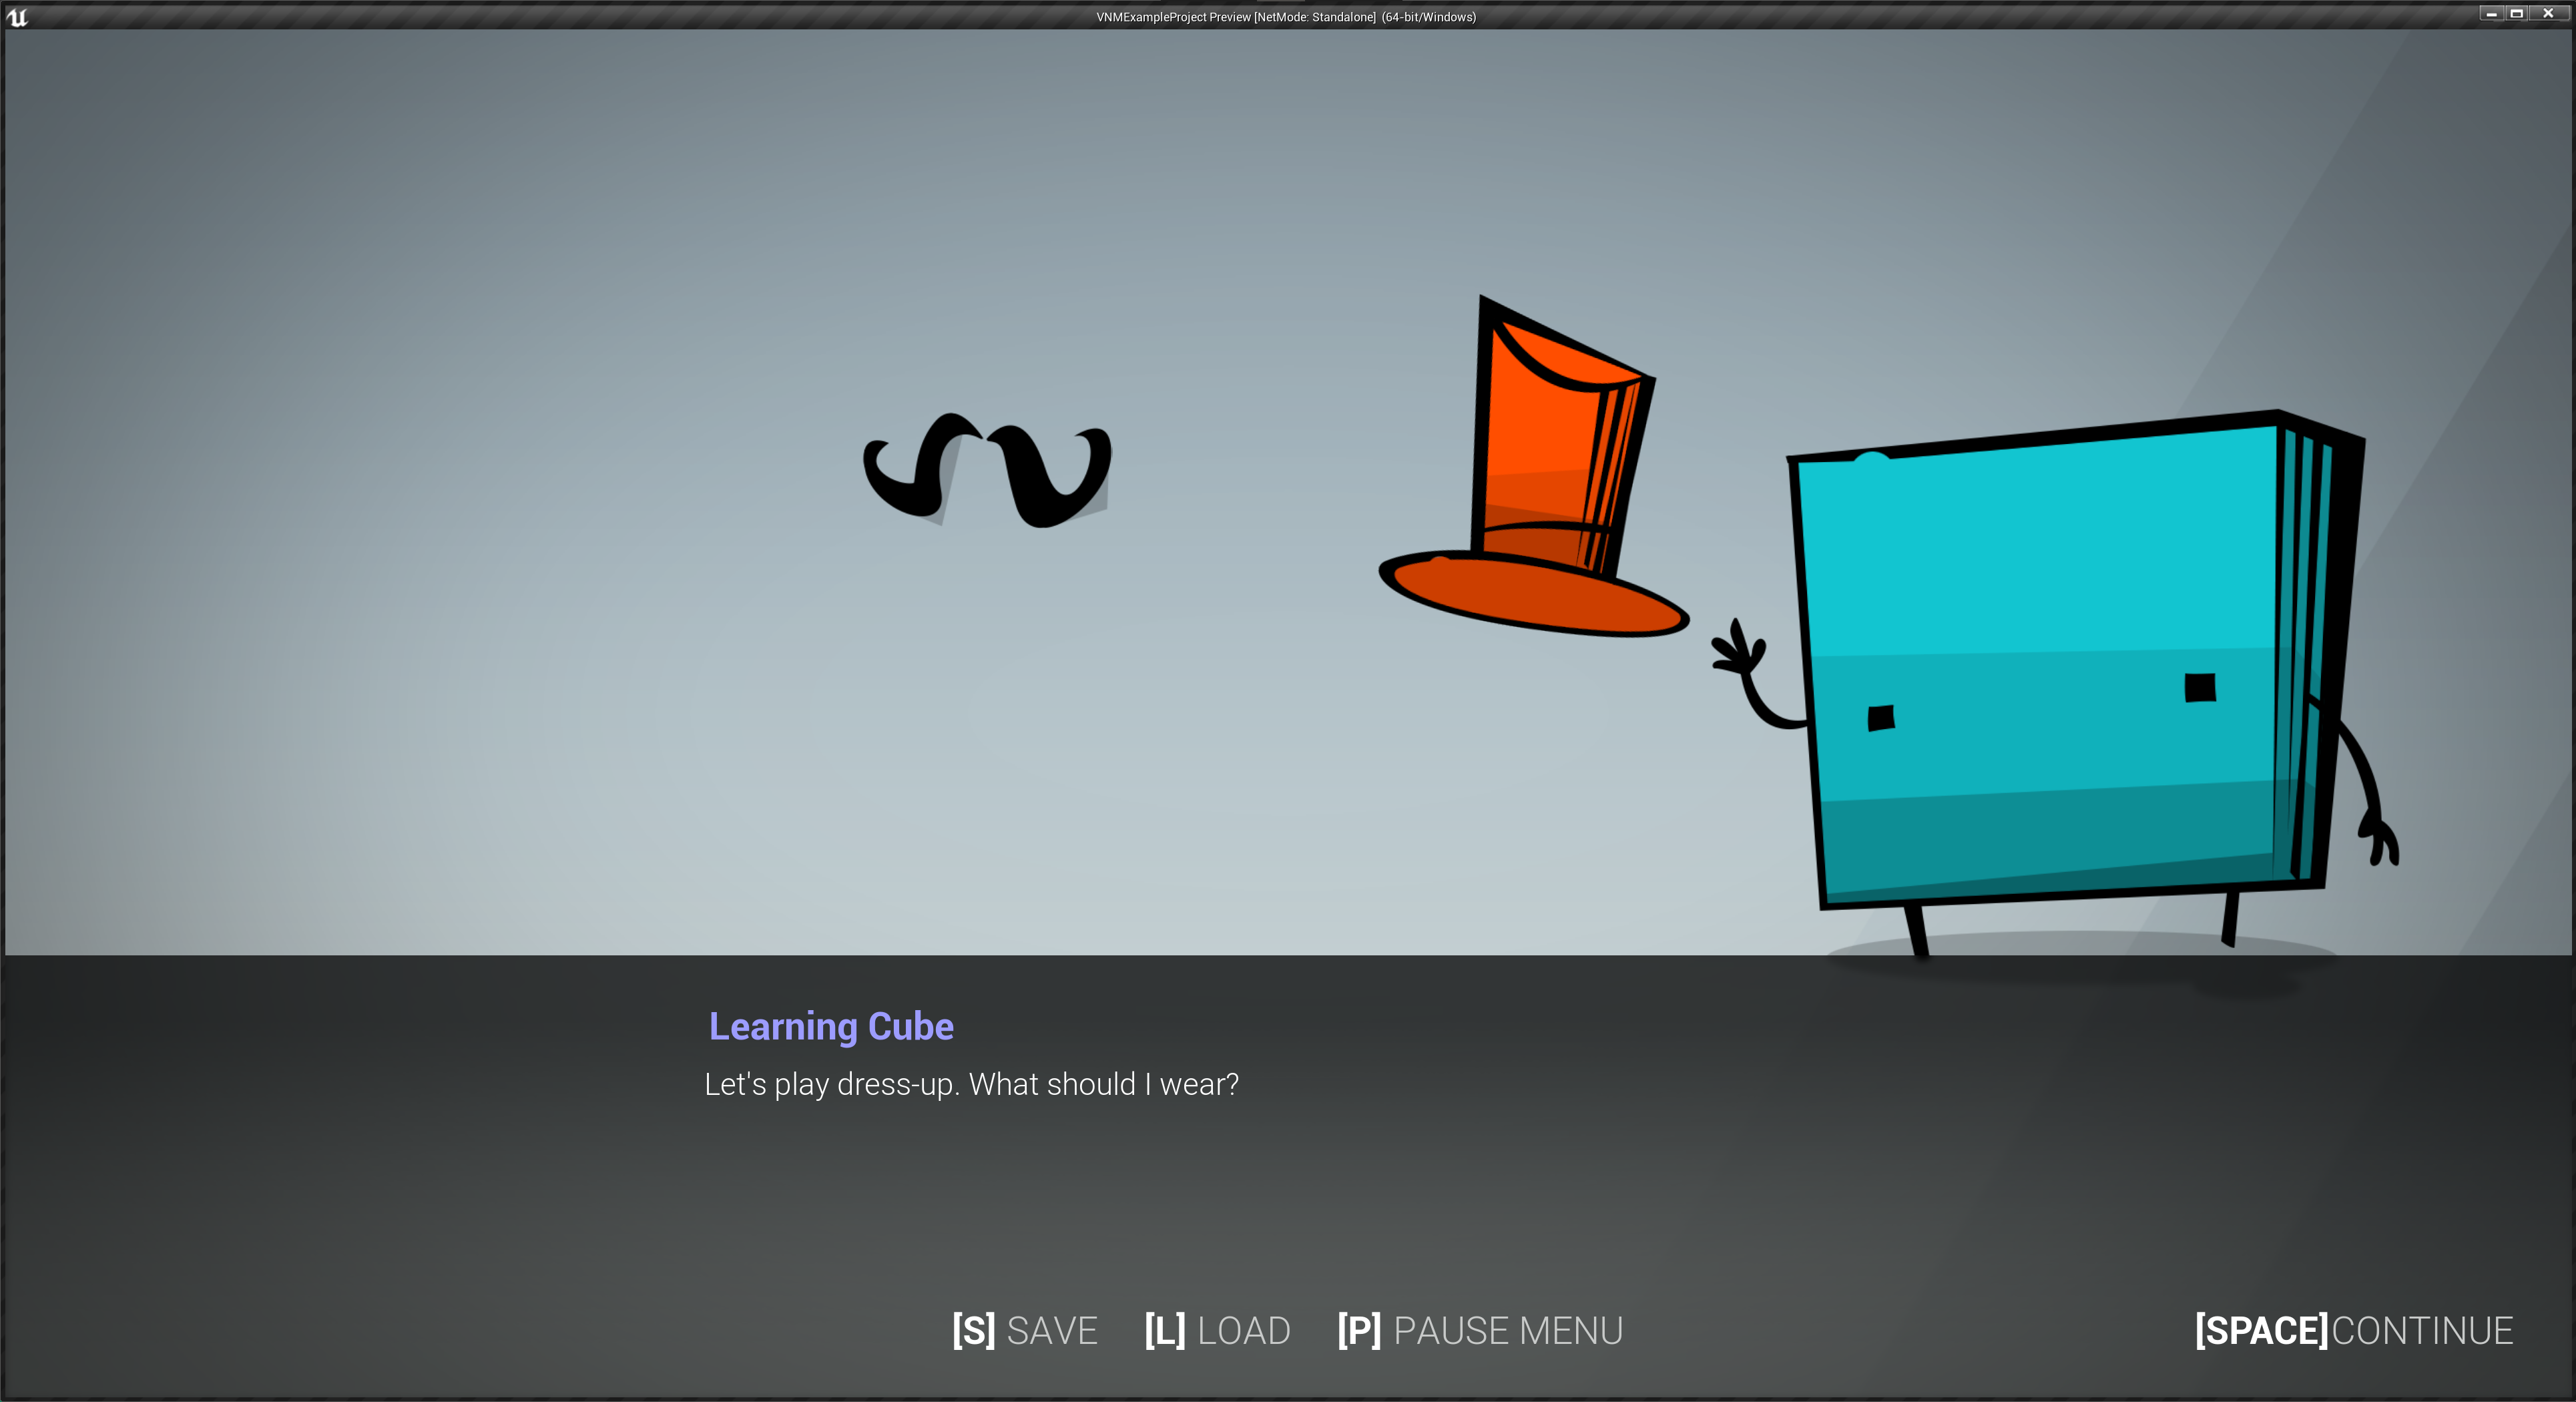 VNMExampleProject Preview [NetMode: Standalone] (64-bit/Windows)
Learning Cube
Let's play dress-up. What should I wear?
[S] SAVE [L] LOAD [P] PAUSE MENU [SPACE]CONTINUE